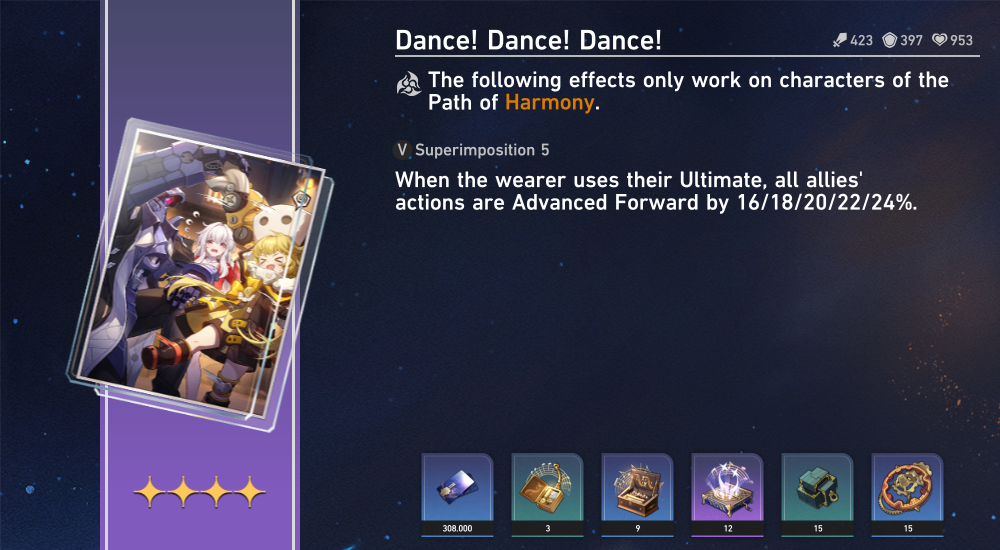 Dance! Dance! Dance!
423 397 953
The following effects only work on characters of the
Path of Harmony.
V Superimposition 5
When the wearer uses their Ultimate, all allies'
actions are Advanced Forward by 16/18/20/22/24%.
308.000 3 9 12 15 15